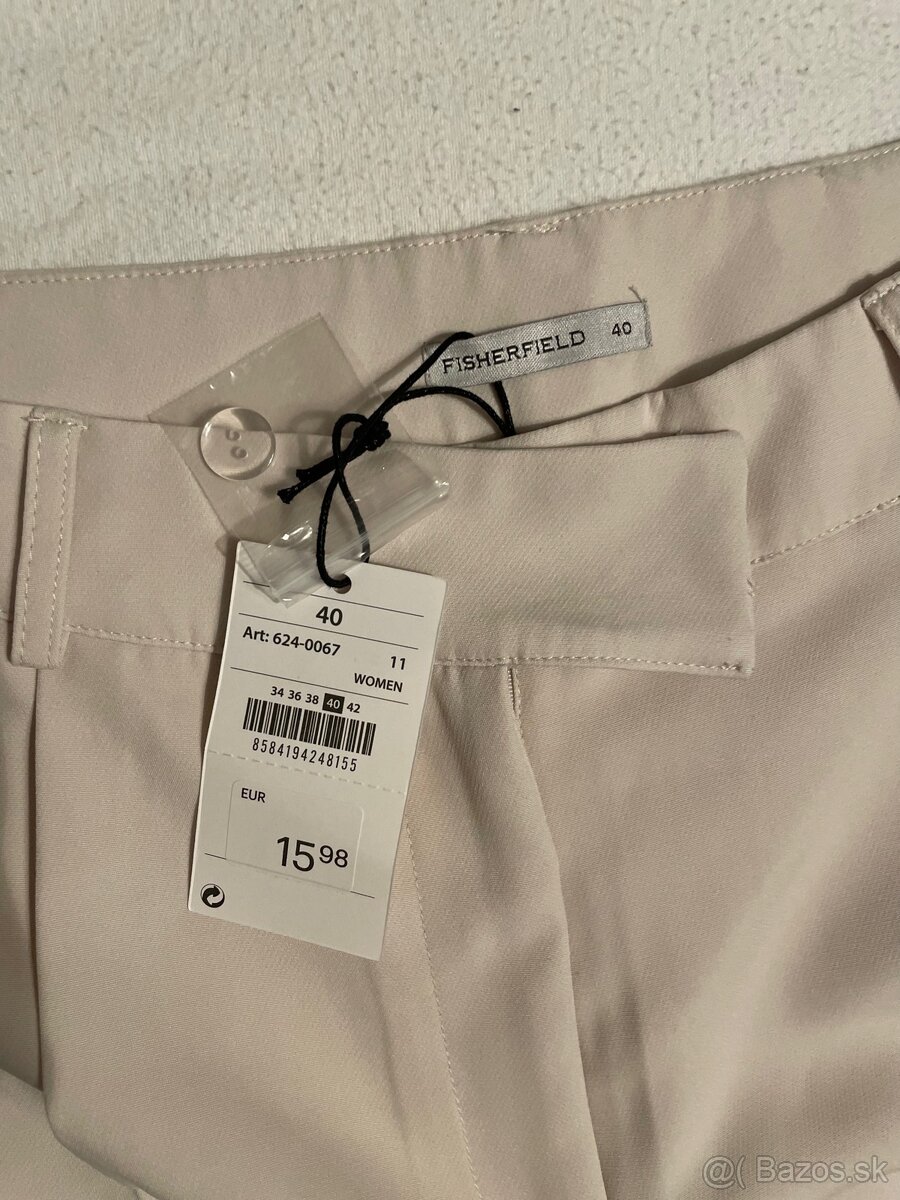 FISHERFIELD 40
40
Art: 624-0067
11
WOMEN
34 36 38 40 42
8584194248155
EUR
15 98
@( Bazos.sk